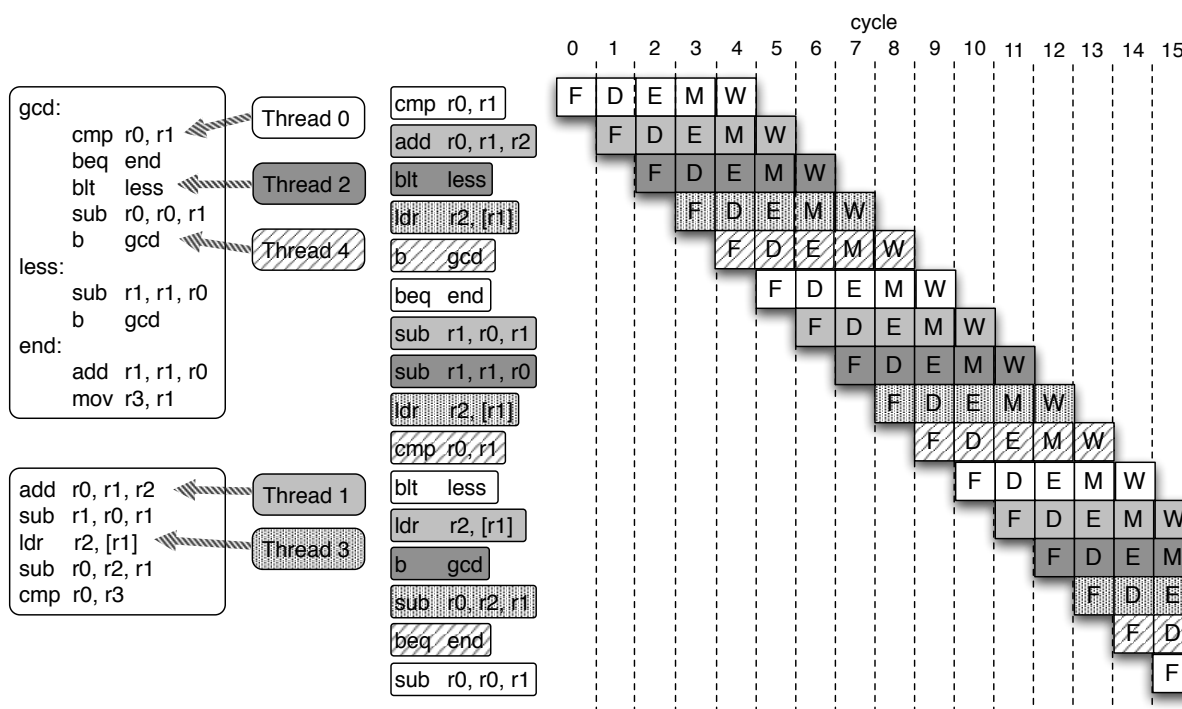 cycle
0 1 2 3 4 5 6 7 8 9 10 11 12 13 14 15
gcd:
cmp r0, r1
beq end
blt less
sub r0, r0, r1
b gcd
less:
sub r1, r1, r0
b gcd
end:
add r1, r1, r0
mov r3, r1
Thread 0
Thread 2
Thread 4
add r0, r1, r2
sub r1, r0, r1
ldr r2, [r1]
sub r0, r2, r1
cmp r0, r3
Thread 1
Thread 3
cmp r0, r1 F D E M W
add r0, r1, r2 F D E M W
blt less F D E M W
ldr r2, [r1] F D E M W
b gcd F D E M W
beq end F D E M W
sub r1, r0, r1 F D E M W
sub r1, r1, r0 F D E M W
ldr r2, [r1] F D E M W
cmp r0, r1 F D E M W
blt less F D E M W
ldr r2, [r1] F D E M W
b gcd F D E M
sub r0, r2, r1 F D E
beq end F D
sub r0, r0, r1 F